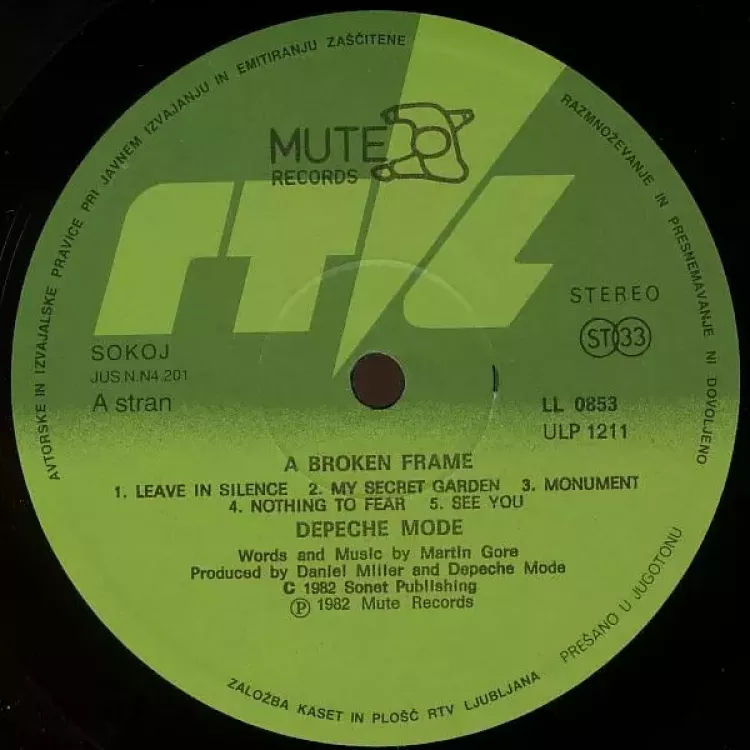 AVTORSKE IN IZVAJALSKE PRAVICE PRI JAVNEM IZVAJANJU IN EMITIRANJU ZAŠČITENE
RAZMNOŽEVANJE IN PRESNEMAVANJE NI DOVOLJENO
MUTE
RECORDS
RTVL
STEREO
ST 33
SOKOJ
JUS.N.N4.201
A stran
LL 0853
ULP 1211
A BROKEN FRAME
1. LEAVE IN SILENCE 2. MY SECRET GARDEN 3. MONUMENT
4. NOTHING TO FEAR 5. SEE YOU
DEPECHE MODE
Words and Music by Martin Gore
Produced by Daniel Miller and Depeche Mode
C 1982 Sonet Publishing
Ⓟ 1982 Mute Records
PREŠANO U JUGOTONU
ZALOŽBA KASET IN PLOŠČ RTV LJUBLJANA